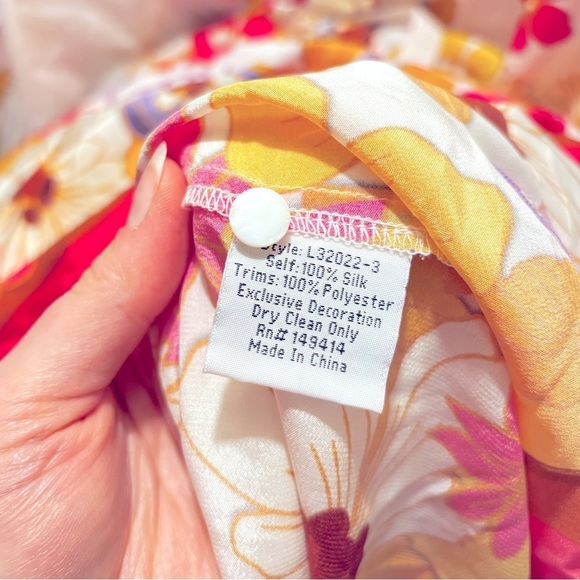 Style: L32022-3
Self:100% Silk
Trims:100% Polyester
Exclusive Decoration
Dry Clean Only
Rn# 149414
Made In China